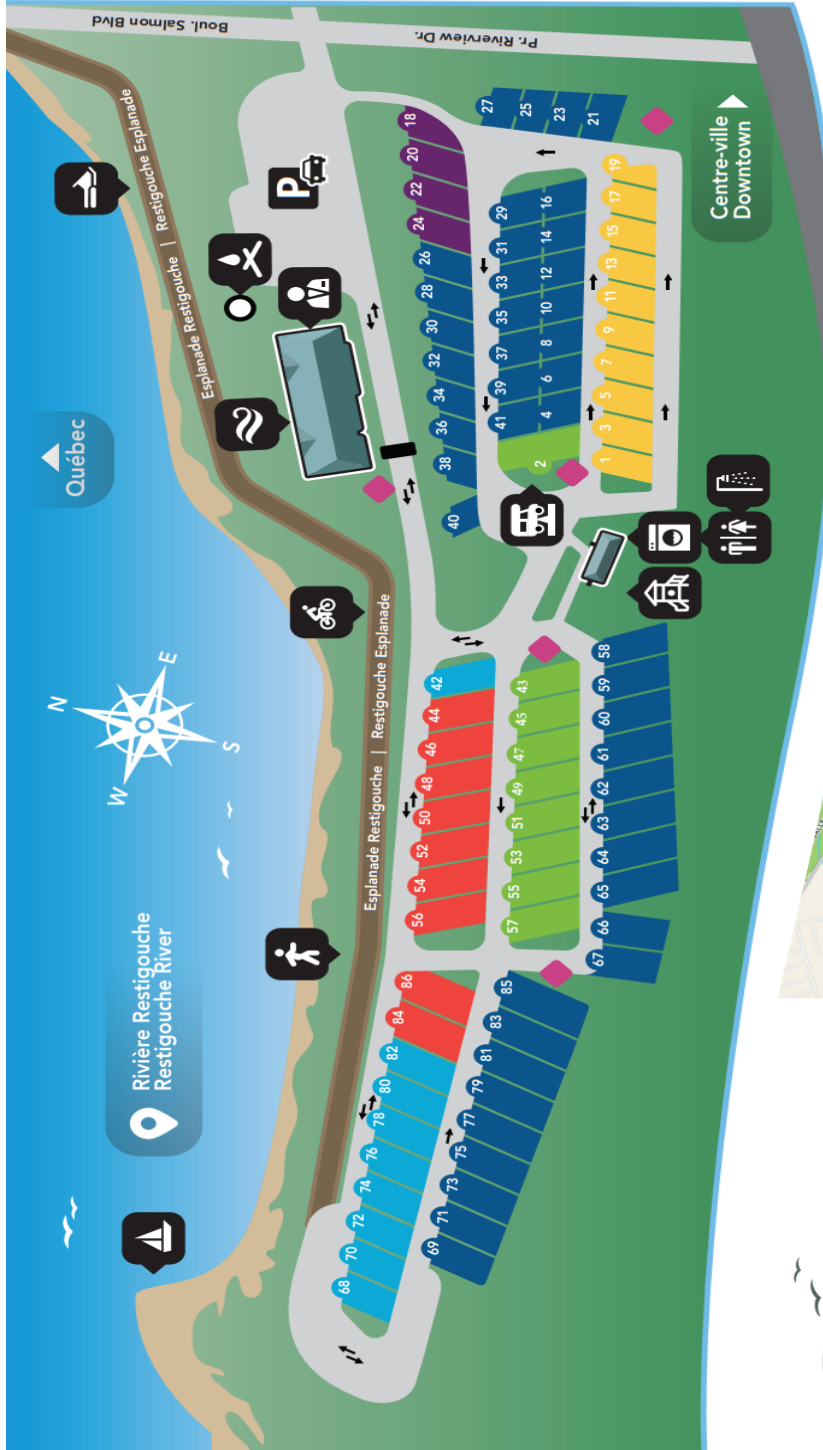 Québec
Rivière Restigouche
Restigouche River
N
E
S
W
Boul. Salmon Blvd
Pr. Riverview Dr.
Esplanade Restigouche | Restigouche Esplanade
Esplanade Restigouche | Restigouche Esplanade
P
68 70 72 74 76 78 80 82 84 86
56 54 52 50 48 46 44 42
40 38 36 34 32 30 28 26 24 22 20 18
69 71 73 75 77 79 81 83 85
57 55 53 51 49 47 45 43
41 39 37 35 33 31 29
2 4 6 8 10 12 14 16
27
25
23
21
67 66 65 64 63 62 61 60 59 58
1 3 5 7 9 11 13 15 17 19
Centre-ville
Downtown